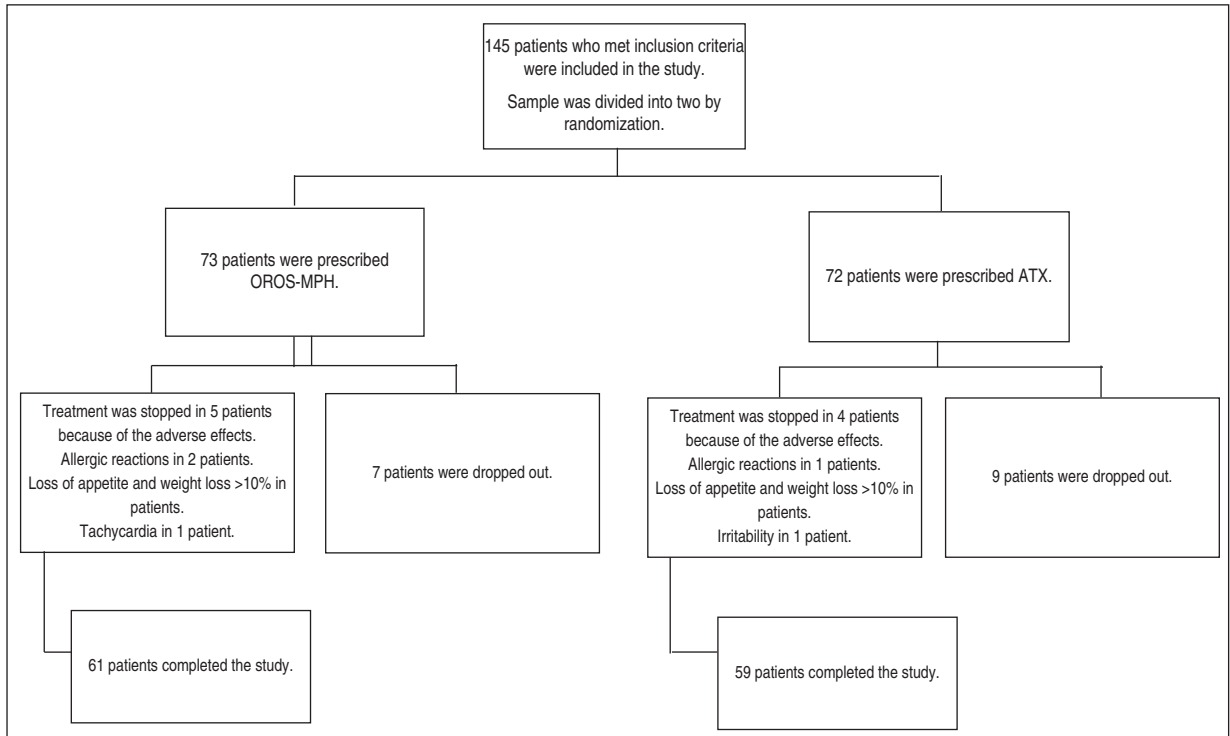 145 patients who met inclusion criteria
were included in the study.
Sample was divided into two by
randomization.
73 patients were prescribed
OROS-MPH.
72 patients were prescribed ATX.
Treatment was stopped in 5 patients
because of the adverse effects.
Allergic reactions in 2 patients.
Loss of appetite and weight loss >10% in
patients.
Tachycardia in 1 patient.
7 patients were dropped out.
Treatment was stopped in 4 patients
because of the adverse effects.
Allergic reactions in 1 patients.
Loss of appetite and weight loss >10% in
patients.
Irritability in 1 patient.
9 patients were dropped out.
61 patients completed the study.
59 patients completed the study.